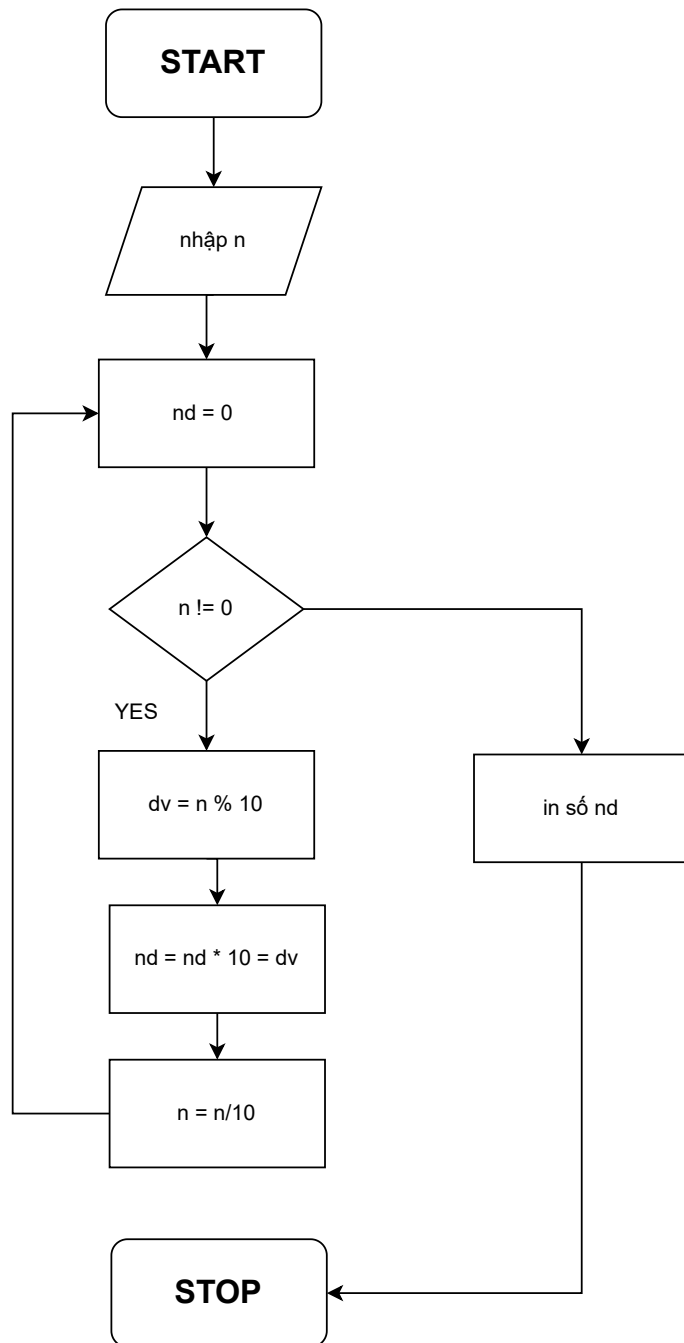 START
nhập n
nd = 0
n != 0
YES
dv = n % 10
in số nd
nd = nd * 10 = dv
n = n/10
STOP